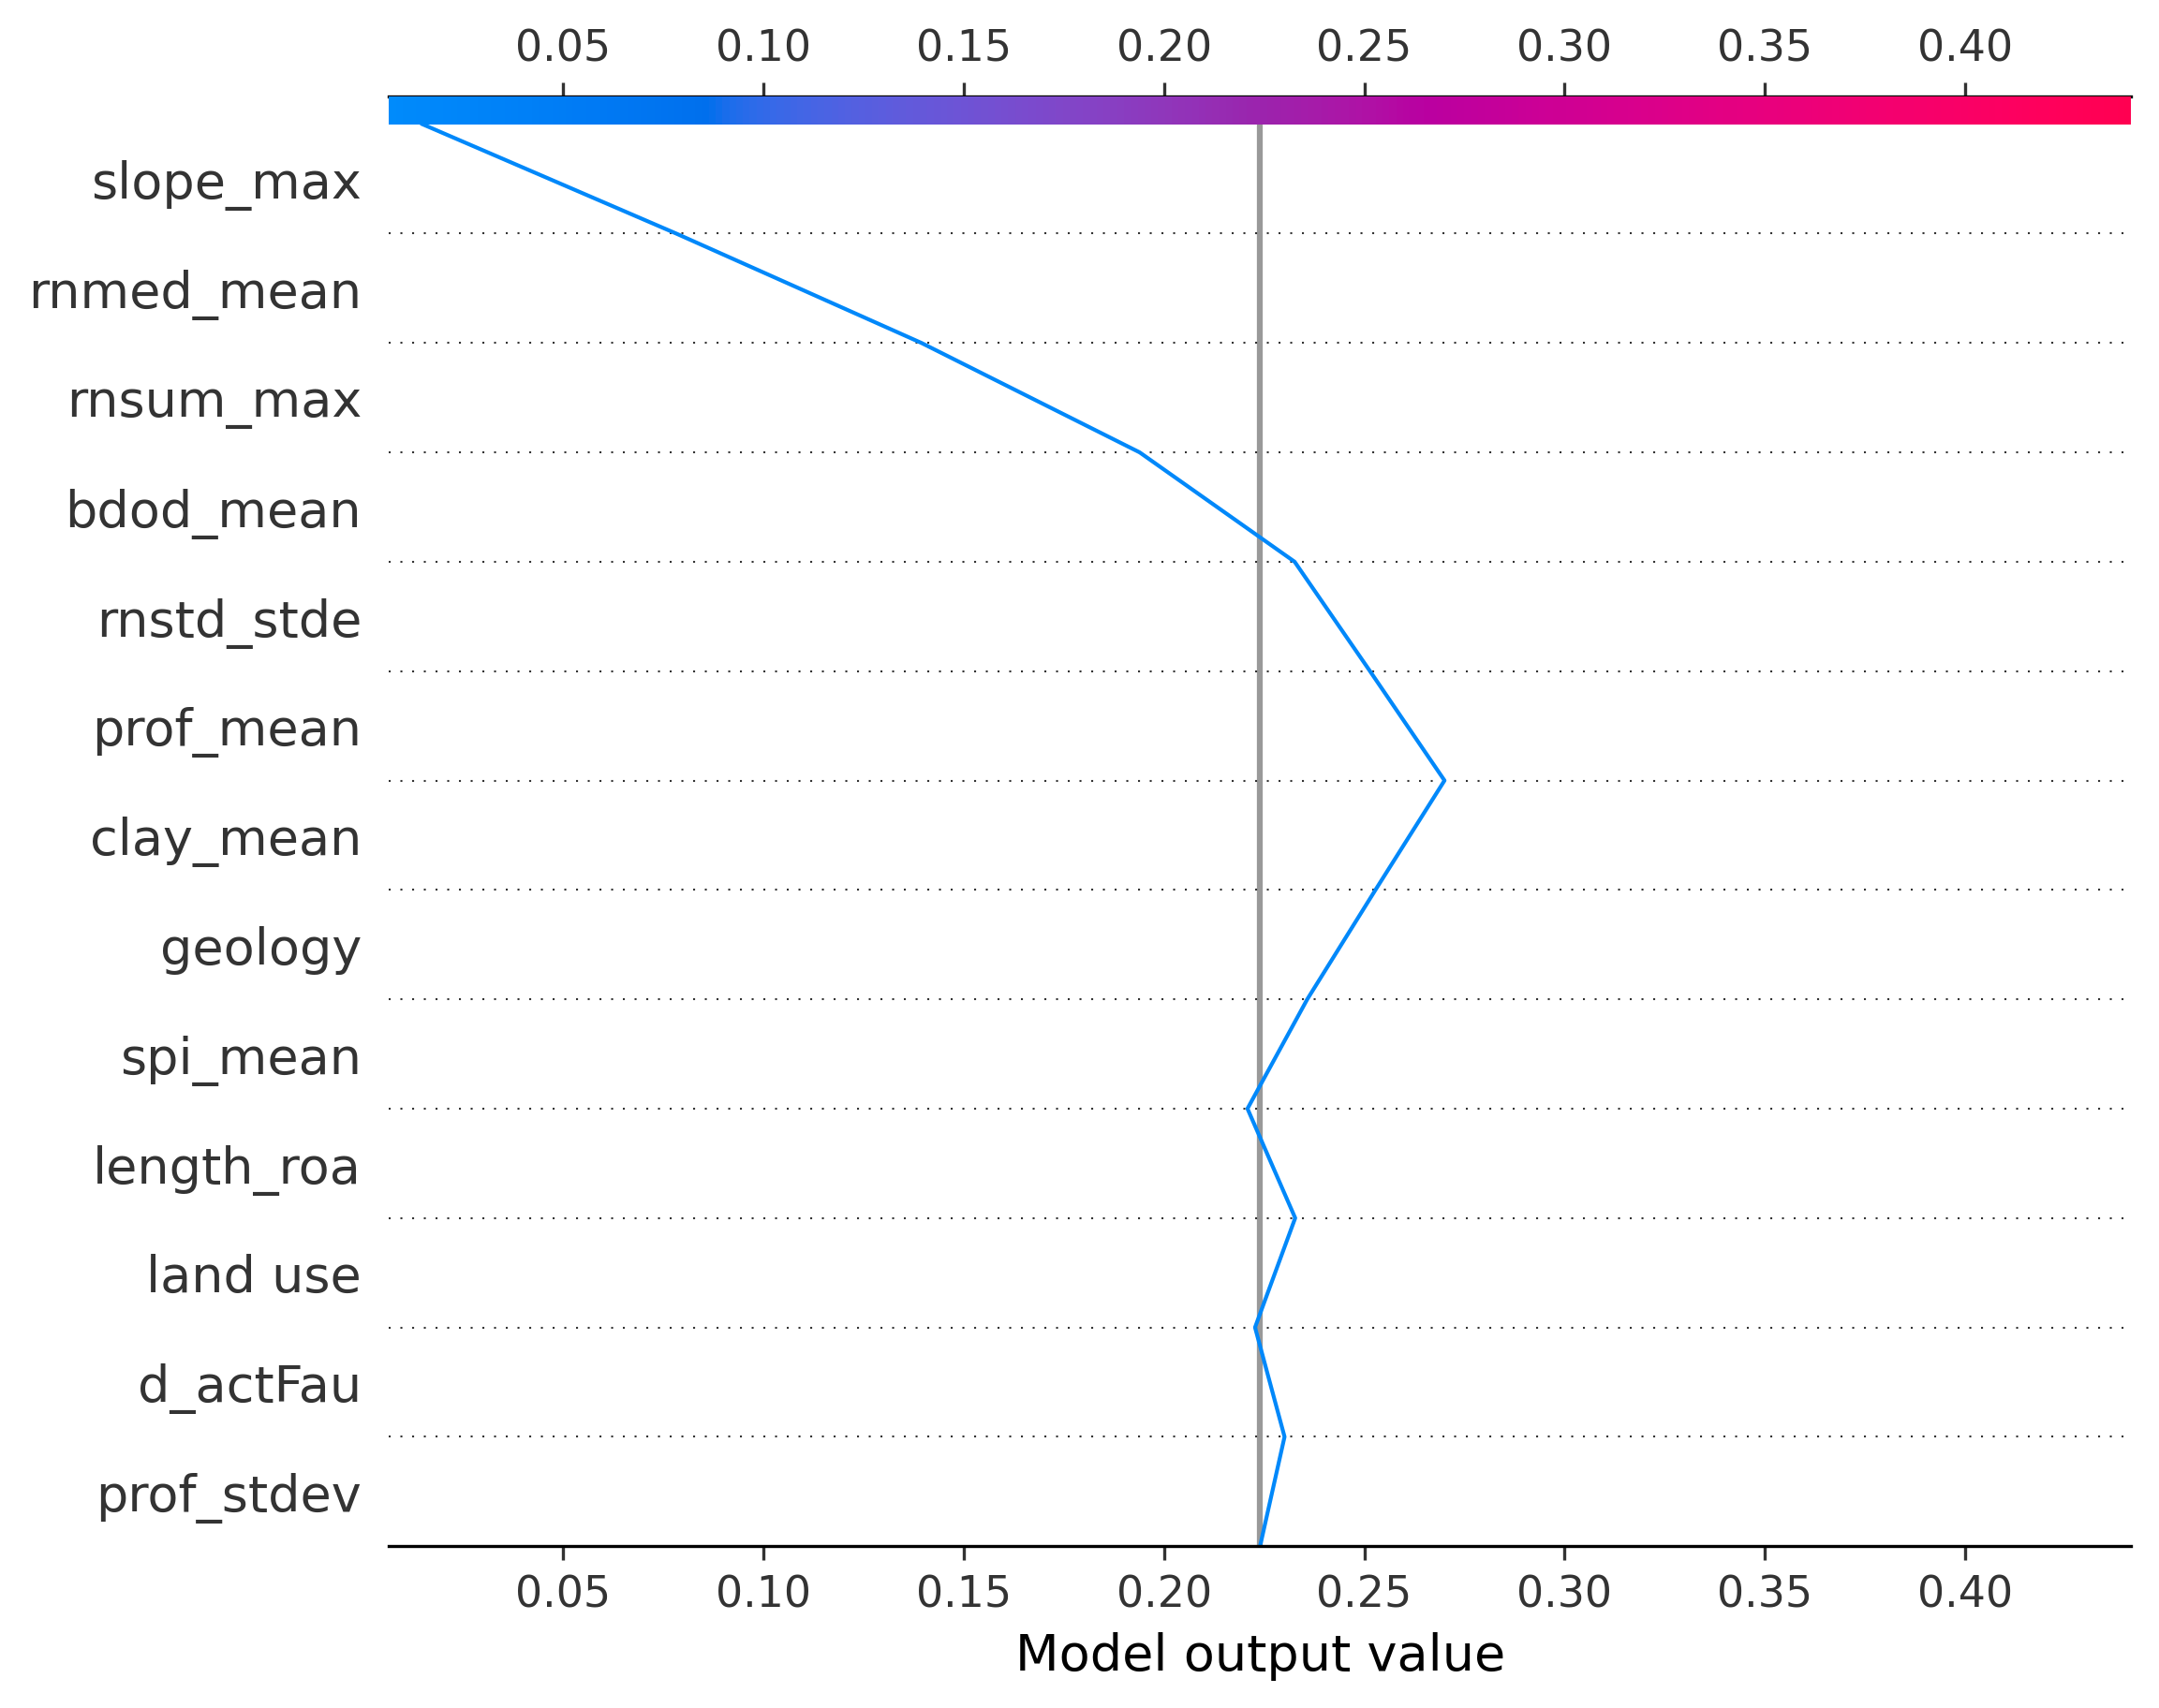 0.05 0.10 0.15 0.20 0.25 0.30 0.35 0.40
slope_max
rnmed_mean
rnsum_max
bdod_mean
rnstd_stde
prof_mean
clay_mean
geology
spi_mean
length_roa
land use
d_actFau
prof_stdev
0.05 0.10 0.15 0.20 0.25 0.30 0.35 0.40
Model output value